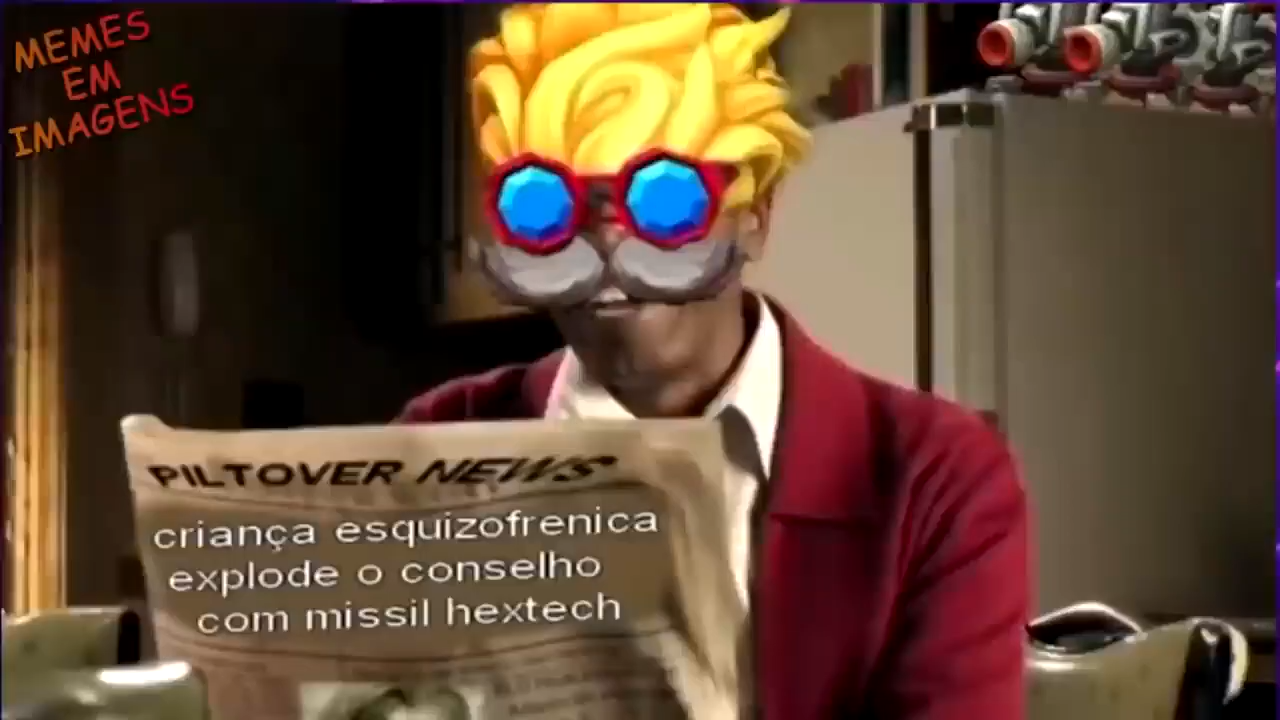 MEMES
EM
IMAGENS
PILTOVER NEWS
criança esquizofrenica
explode o conselho
com missil hextech